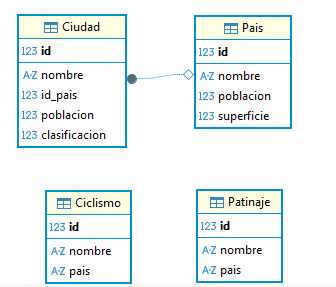 Ciudad
123 id
A-Z nombre
123 id_pais
123 poblacion
123 clasificacion
Pais
123 id
A-Z nombre
123 poblacion
123 superficie
Ciclismo
123 id
A-Z nombre
A-Z pais
Patinaje
123 id
A-Z nombre
A-Z pais